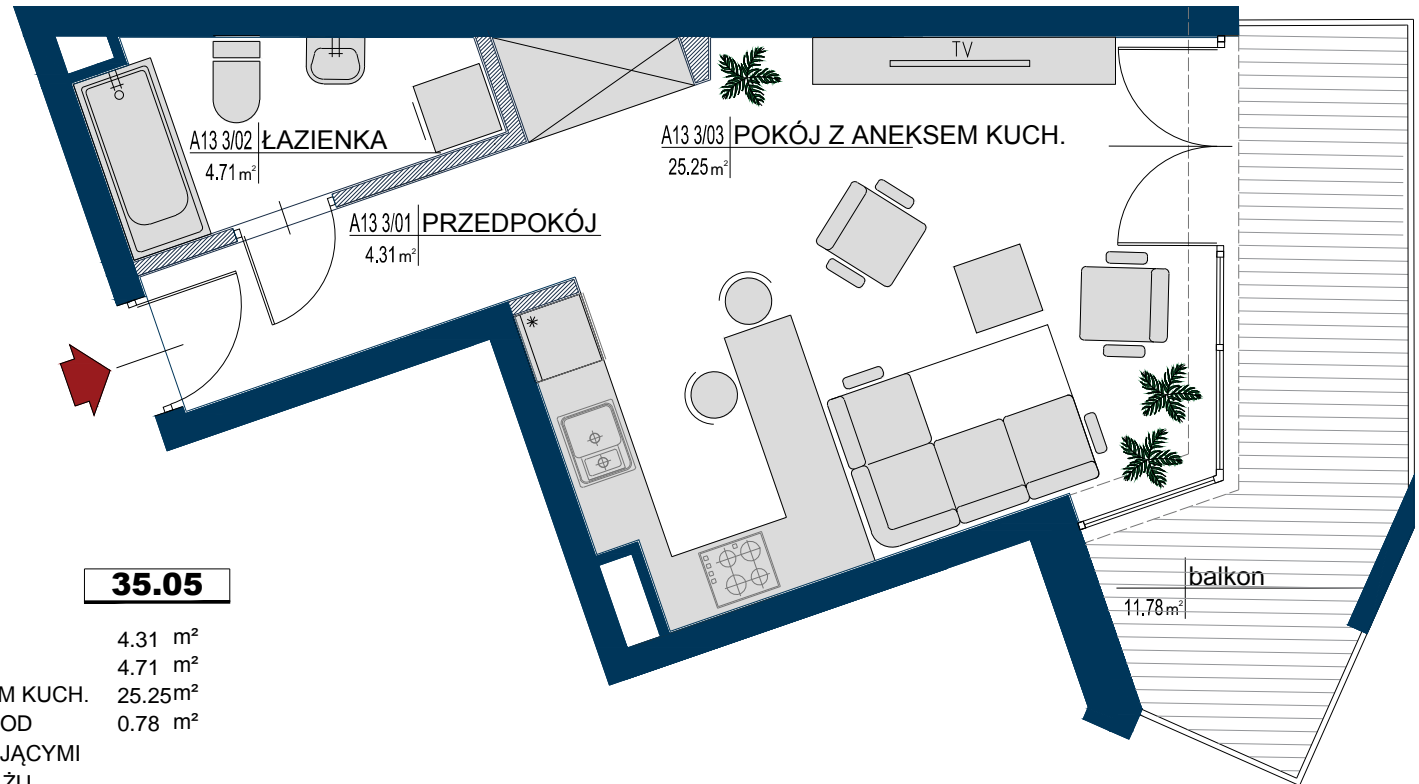 TV
A13 3/02 ŁAZIENKA
4.71 m²
A13 3/03 POKÓJ Z ANEKSEM KUCH.
25.25 m²
A13 3/01 PRZEDPOKÓJ
4.31 m²
balkon
11.78 m²
35.05
4.31 m²
4.71 m²
M KUCH. 25.25 m²
OD 0.78 m²
JĄCYMI